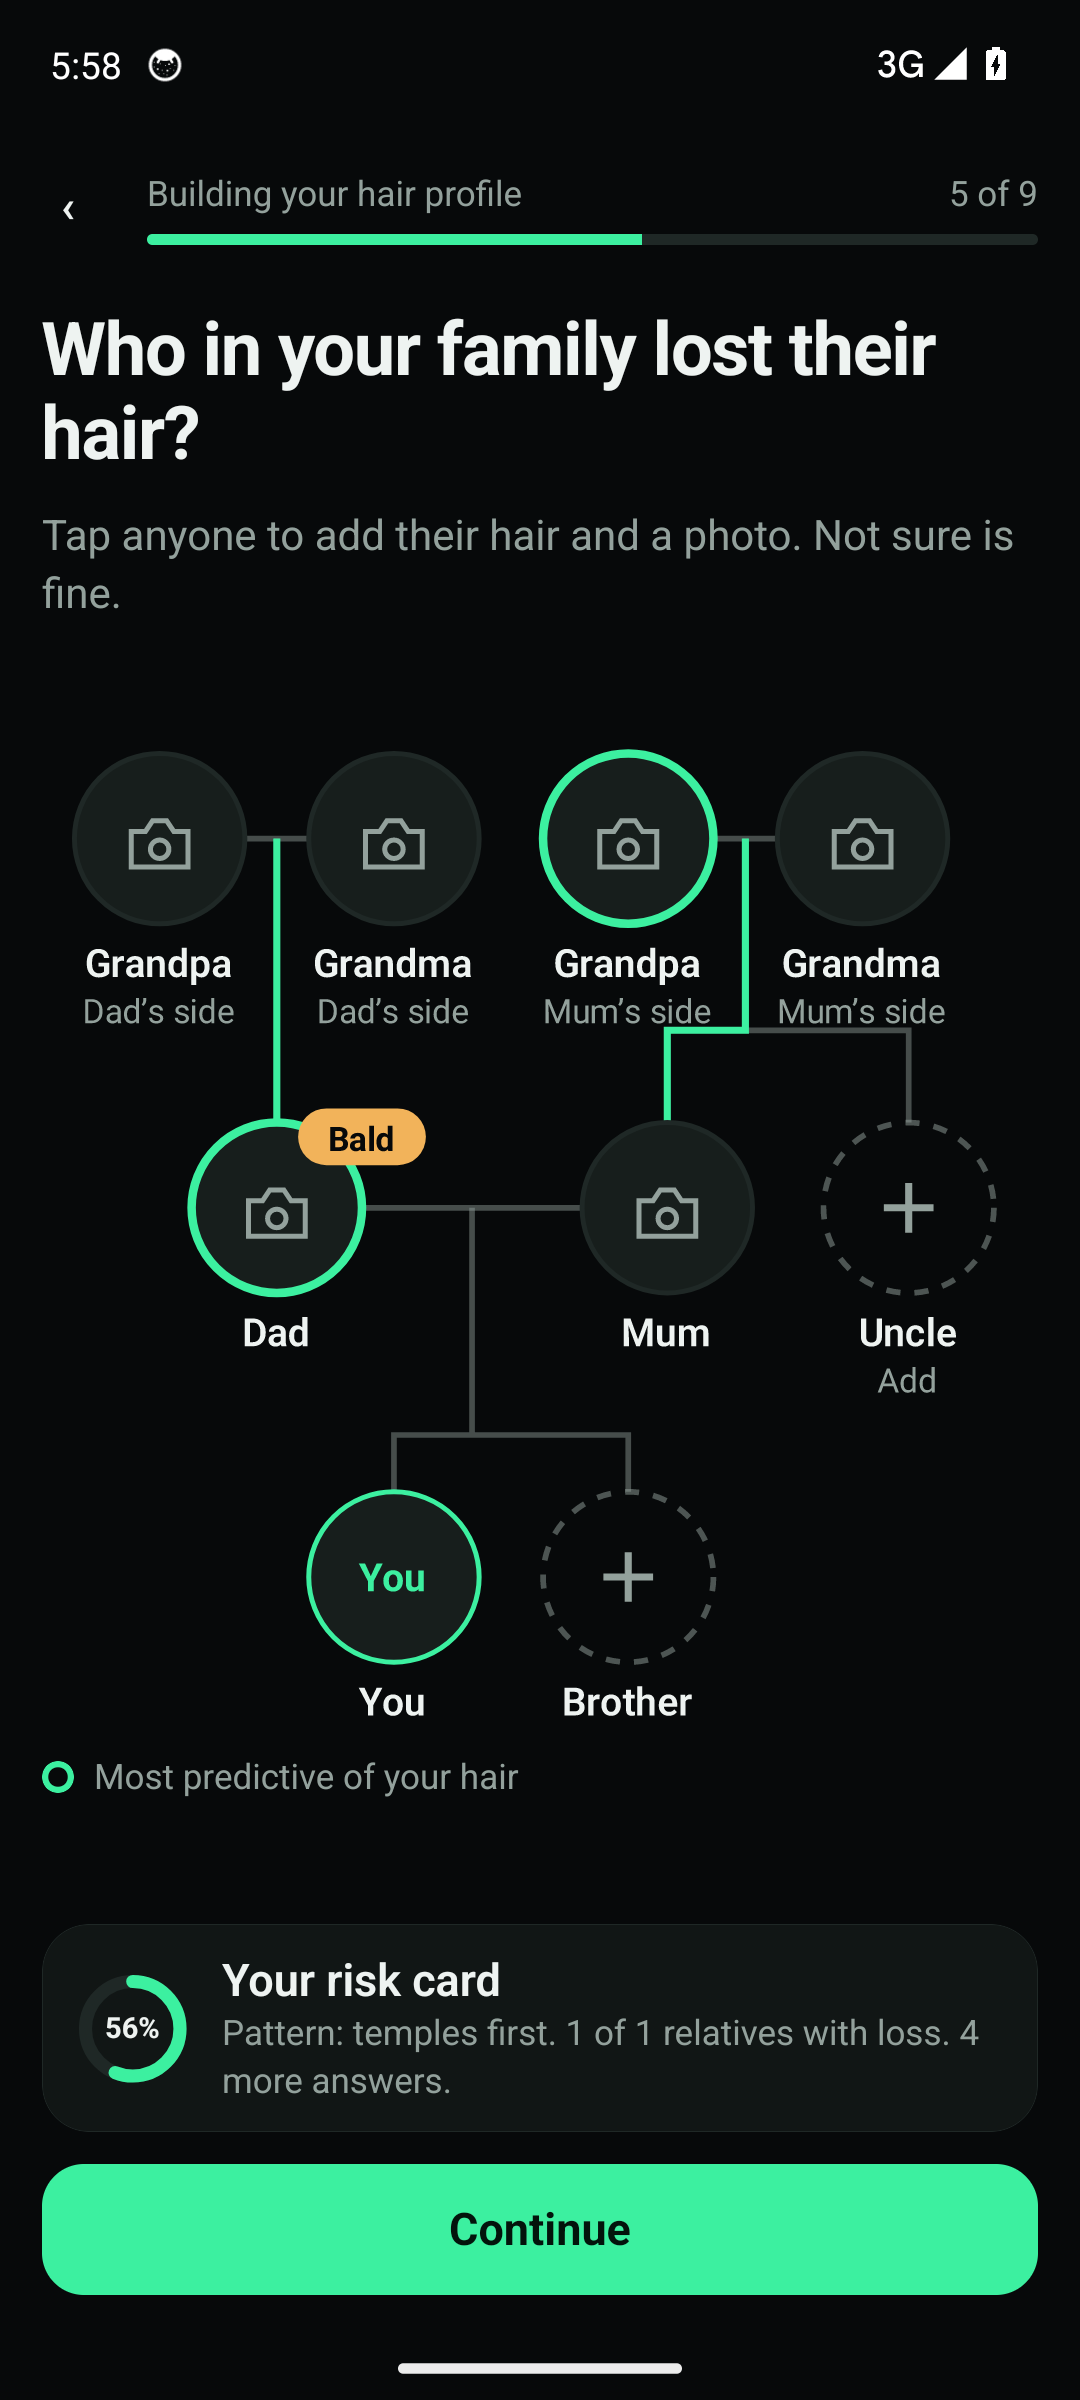 5:58
3G
Building your hair profile
5 of 9
Who in your family lost their
hair?
Tap anyone to add their hair and a photo. Not sure is
fine.
Grandpa
Dad’s side
Grandma
Dad’s side
Grandpa
Mum’s side
Grandma
Mum’s side
Bald
Dad
Mum
Uncle
Add
You
You
Brother
Most predictive of your hair
56%
Your risk card
Pattern: temples first. 1 of 1 relatives with loss. 4
more answers.
Continue